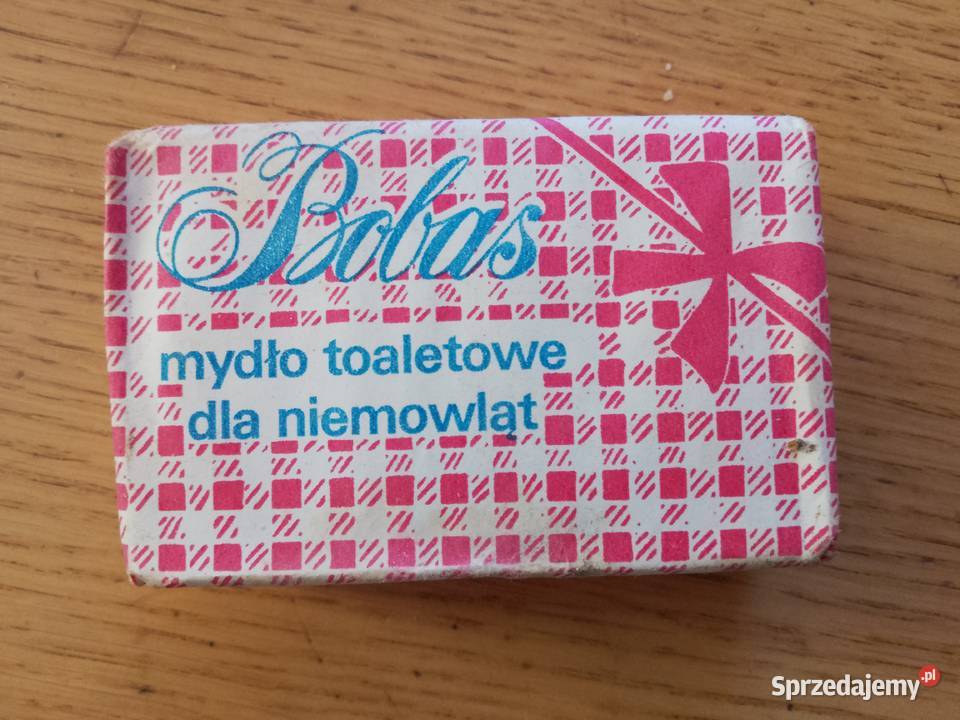 Bobas
mydło toaletowe
dla niemowląt
Sprzedajemy.pl